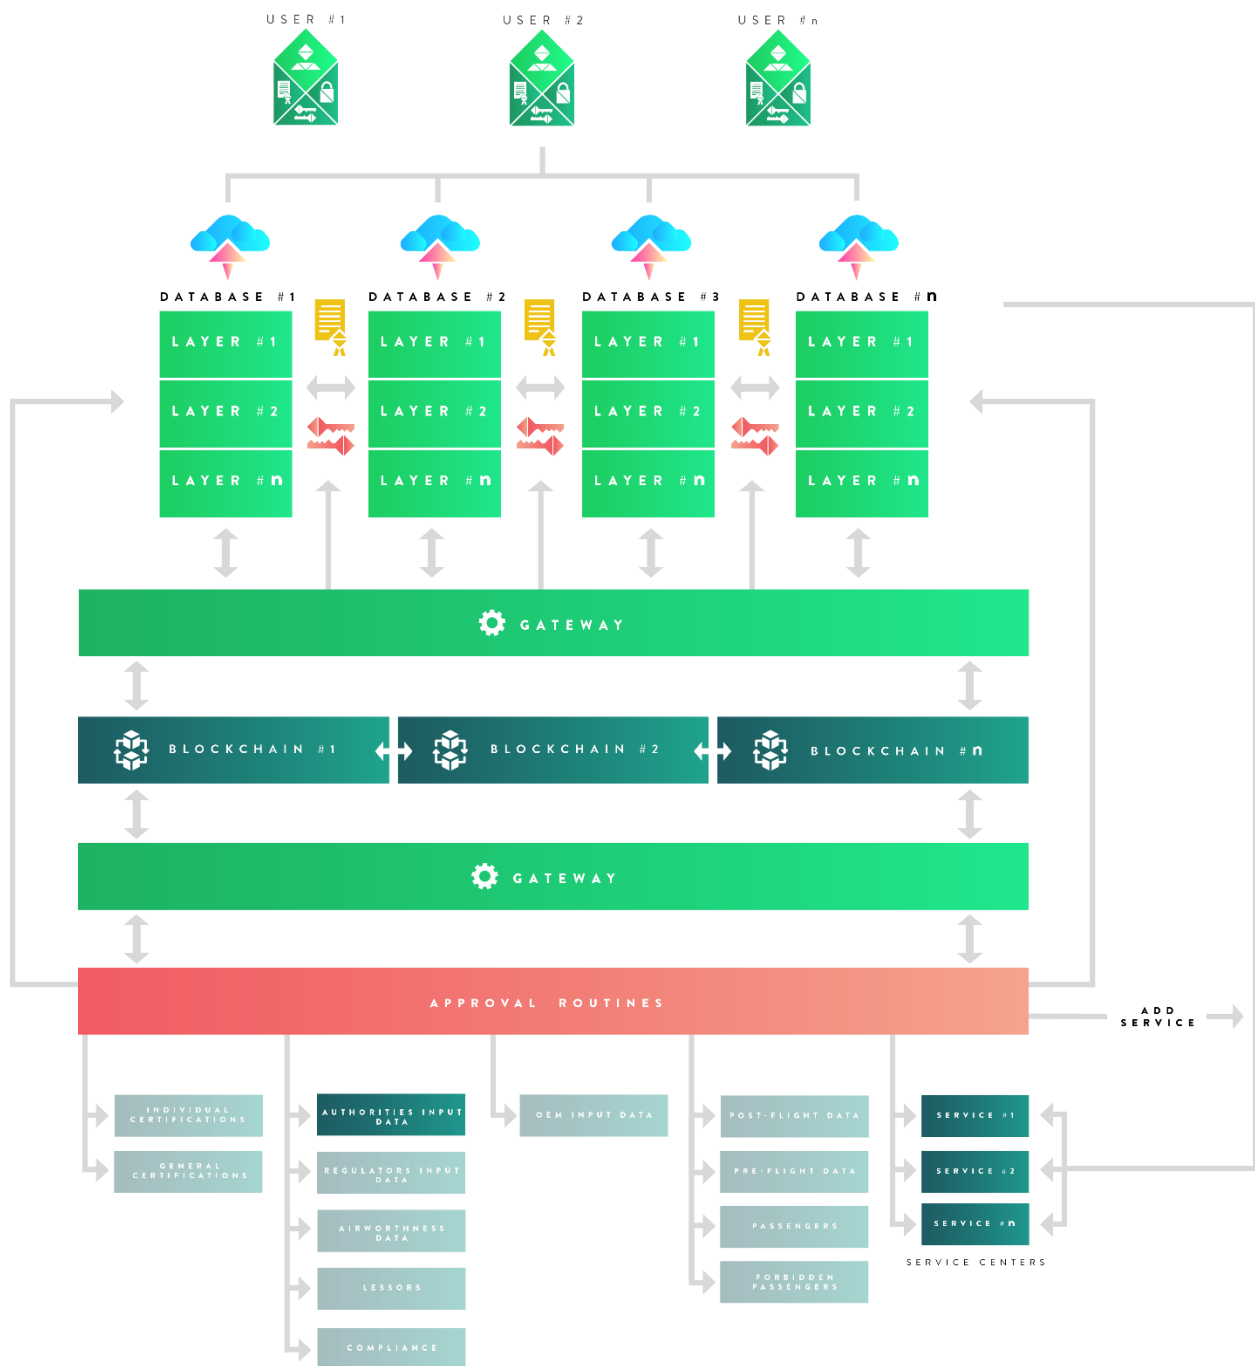 USER #1
USER #2
USER #n
DATABASE #1
DATABASE #2
DATABASE #3
DATABASE #n
LAYER #1
LAYER #1
LAYER #1
LAYER #1
LAYER #2
LAYER #2
LAYER #2
LAYER #2
LAYER #n
LAYER #n
LAYER #n
LAYER #n
GATEWAY
BLOCKCHAIN #1
BLOCKCHAIN #2
BLOCKCHAIN #n
GATEWAY
APPROVAL ROUTINES
ADD
SERVICE
INDIVIDUAL
CERTIFICATIONS
GENERAL
CERTIFICATIONS
AUTHORITIES INPUT
DATA
REGULATORS INPUT
DATA
AIRWORTHNESS
DATA
LESSORS
COMPLIANCE
OEM INPUT DATA
POST-FLIGHT DATA
PRE-FLIGHT DATA
PASSENGERS
FORBIDDEN
PASSENGERS
SERVICE #1
SERVICE #2
SERVICE #n
SERVICE CENTERS